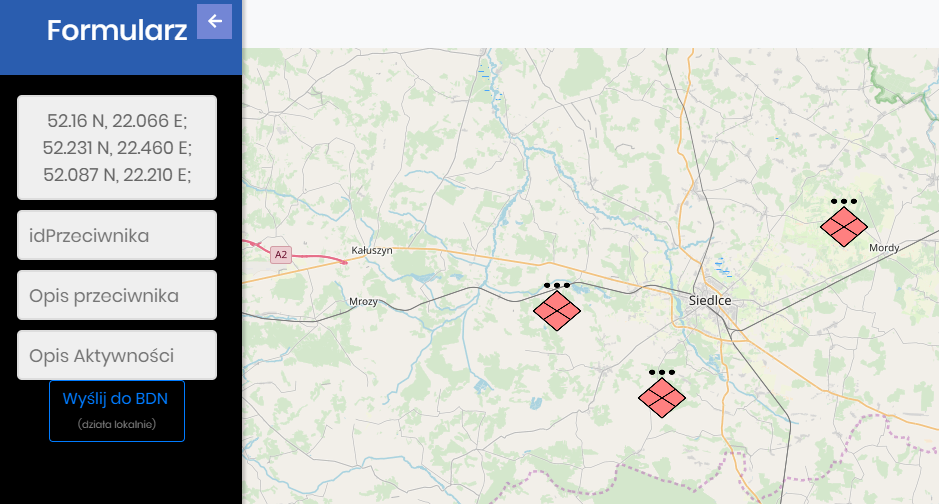 Formularz
52.16 N, 22.066 E;
52.231 N, 22.460 E;
52.087 N, 22.210 E;
idPrzeciwnika
Opis przeciwnika
Opis Aktywności
Wyślij do BDN
(działa lokalnie)
A2
Kałuszyn
Mordy
Mrozy
Siedlce